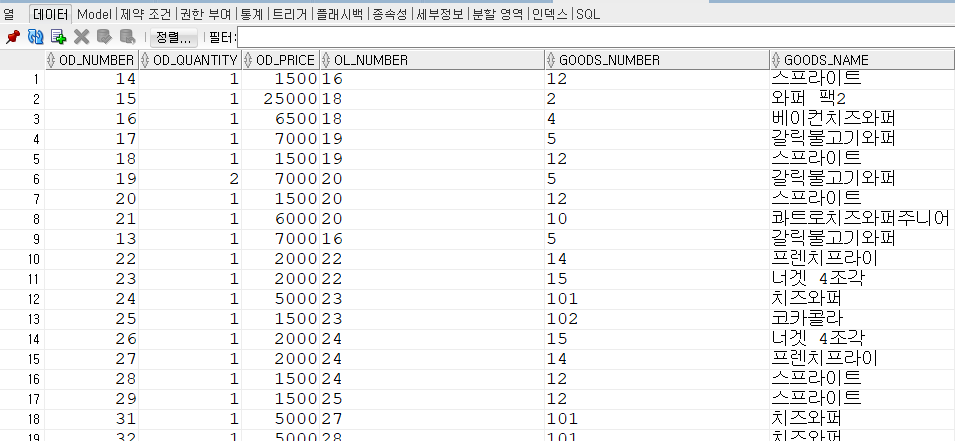 열 데이터 Model 제약 조건 권한 부여 통계 트리거 플래시백 종속성 세부정보 분할 영역 인덱스 SQL
정렬... 필터:
OD_NUMBER OD_QUANTITY OD_PRICE OL_NUMBER GOODS_NUMBER GOODS_NAME
1 14 1 1500 16 12 스프라이트
2 15 1 25000 18 2 와퍼 팩2
3 16 1 6500 18 4 베이컨치즈와퍼
4 17 1 7000 19 5 갈릭불고기와퍼
5 18 1 1500 19 12 스프라이트
6 19 2 7000 20 5 갈릭불고기와퍼
7 20 1 1500 20 12 스프라이트
8 21 1 6000 20 10 콰트로치즈와퍼주니어
9 13 1 7000 16 5 갈릭불고기와퍼
10 22 1 2000 22 14 프렌치프라이
11 23 1 2000 22 15 너겟 4조각
12 24 1 5000 23 101 치즈와퍼
13 25 1 1500 23 102 코카콜라
14 26 1 2000 24 15 너겟 4조각
15 27 1 2000 24 14 프렌치프라이
16 28 1 1500 24 12 스프라이트
17 29 1 1500 25 12 스프라이트
18 31 1 5000 27 101 치즈와퍼
19 32 1 5000 28 101 치즈와퍼